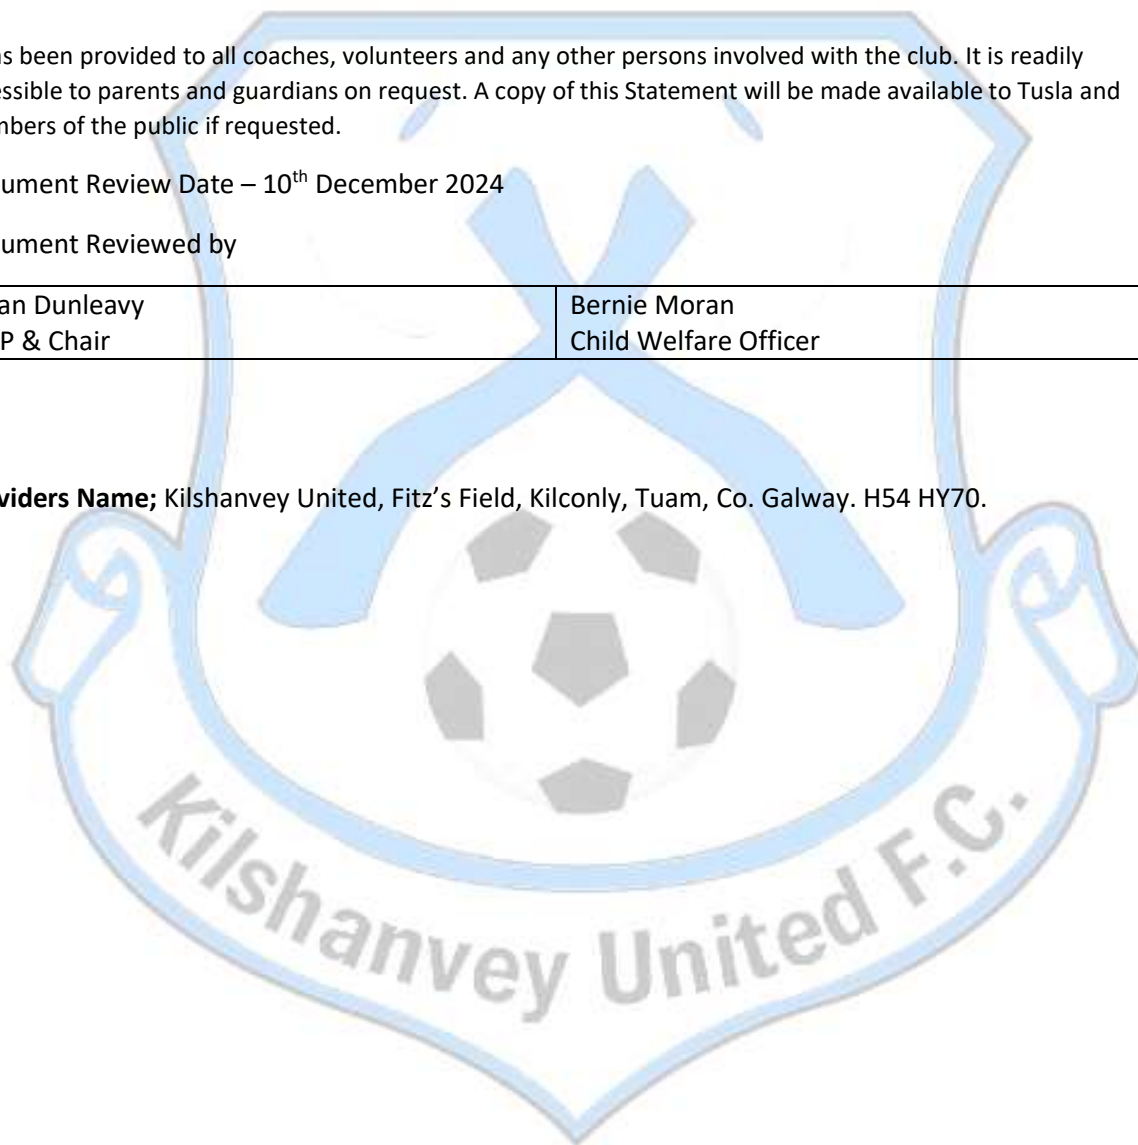 s been provided to all coaches, volunteers and any other persons involved with the club. It is readily
essible to parents and guardians on request. A copy of this Statement will be made available to Tusla and
mbers of the public if requested.
ument Review Date – 10th December 2024
ument Reviewed by
an Dunleavy
P & Chair
Bernie Moran
Child Welfare Officer
viders Name; Kilshanvey United, Fitz’s Field, Kilconly, Tuam, Co. Galway. H54 HY70.
Kilshanvey United F.C.